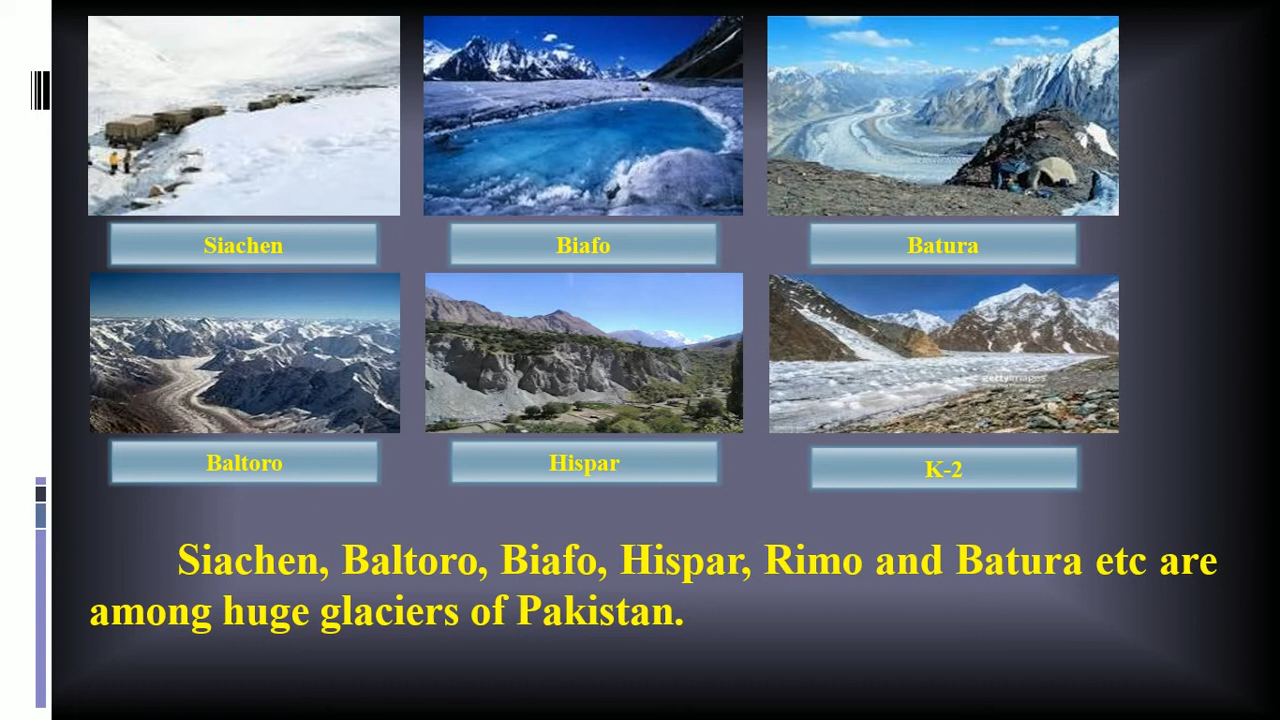 Siachen
Biafo
Batura
gettyimages
Baltoro
Hispar
K-2
Siachen, Baltoro, Biafo, Hispar, Rimo and Batura etc are
among huge glaciers of Pakistan.